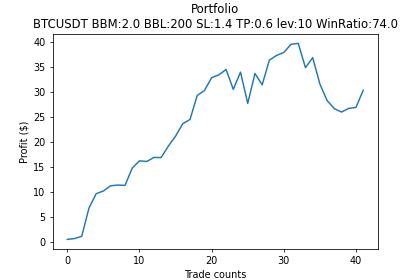 Portfolio
BTCUSDT BBM:2.0 BBL:200 SL:1.4 TP:0.6 lev:10 WinRatio:74.0
40
35
30
25
20
15
10
5
0
Profit ($)
0 10 20 30 40
Trade counts